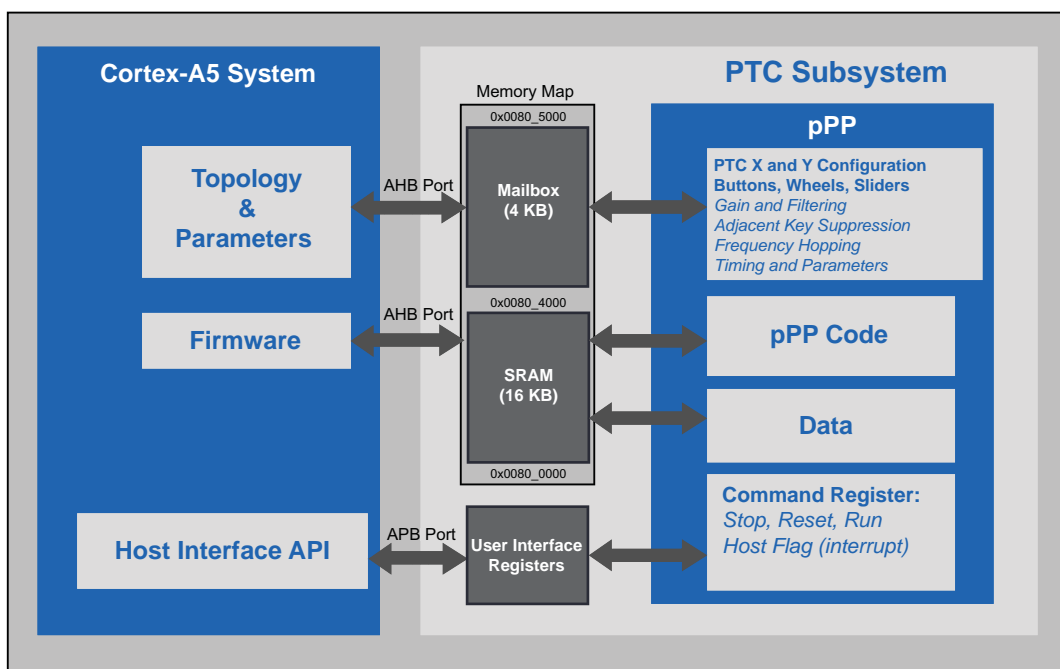 Cortex-A5 System
Topology
&
Parameters
Firmware
Host Interface API
AHB Port
AHB Port
APB Port
PTC Subsystem
Memory Map
0x0080_5000
Mailbox
(4 KB)
0x0080_4000
SRAM
(16 KB)
0x0080_0000
User Interface
Registers
pPP
PTC X and Y Configuration
Buttons, Wheels, Sliders
Gain and Filtering
Adjacent Key Suppression
Frequency Hopping
Timing and Parameters
pPP Code
Data
Command Register:
Stop, Reset, Run
Host Flag (interrupt)